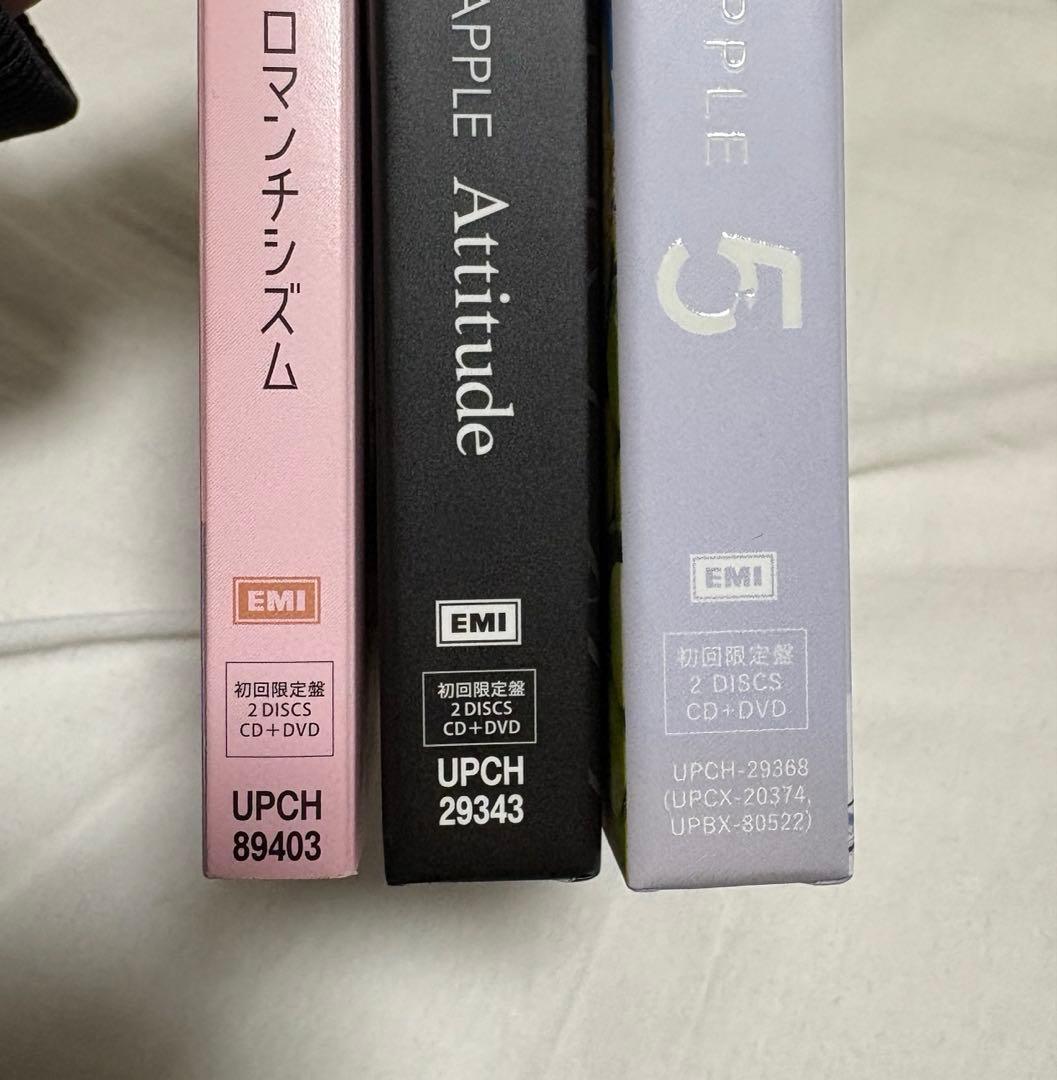 ロマンチシズム
EMI
初回限定盤
2 DISCS
CD+DVD
UPCH
89403
APPLE Attitude
EMI
初回限定盤
2 DISCS
CD+DVD
UPCH
29343
PPLE 5
EMI
初回限定盤
2 DISCS
CD+DVD
UPCH-29368
(UPCX-20374,
UPBX-80522)